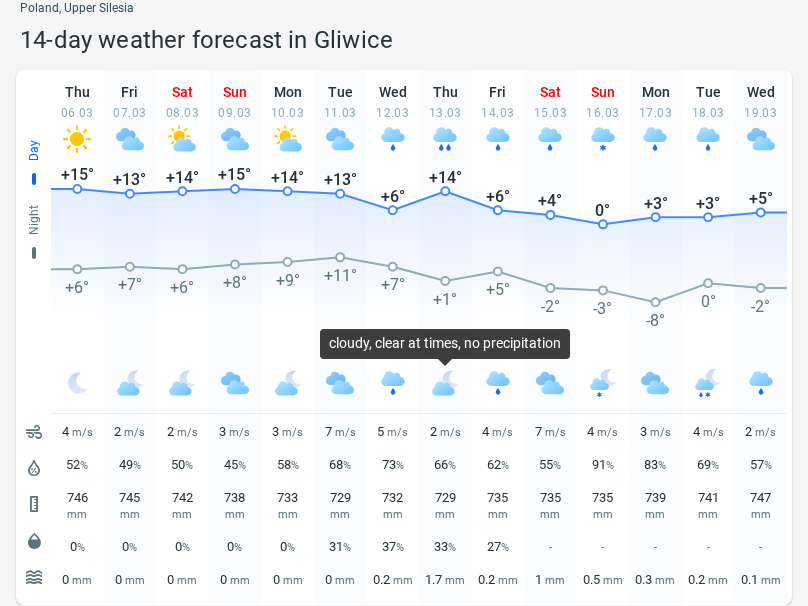 Poland, Upper Silesia
14-day weather forecast in Gliwice
Thu Fri Sat Sun Mon Tue Wed Thu Fri Sat Sun Mon Tue Wed
06.03 07.03 08.03 09.03 10.03 11.03 12.03 13.03 14.03 15.03 16.03 17.03 18.03 19.03
Day
+15° +13° +14° +15° +14° +13° +6° +14° +6° +4° 0° +3° +3° +5°
Night
+6° +7° +6° +8° +9° +11° +7° +1° +5° -2° -3° -8° 0° -2°
cloudy, clear at times, no precipitation
4 m/s 2 m/s 2 m/s 3 m/s 3 m/s 7 m/s 5 m/s 2 m/s 4 m/s 7 m/s 4 m/s 3 m/s 4 m/s 2 m/s
52% 49% 50% 45% 58% 68% 73% 66% 62% 55% 91% 83% 69% 57%
746 745 742 738 733 729 732 729 735 735 735 739 741 747
mm mm mm mm mm mm mm mm mm mm mm mm mm mm
0% 0% 0% 0% 0% 31% 37% 33% 27% - - - - -
0 mm 0 mm 0 mm 0 mm 0 mm 0 mm 0.2 mm 1.7 mm 0.2 mm 1 mm 0.5 mm 0.3 mm 0.2 mm 0.1 mm